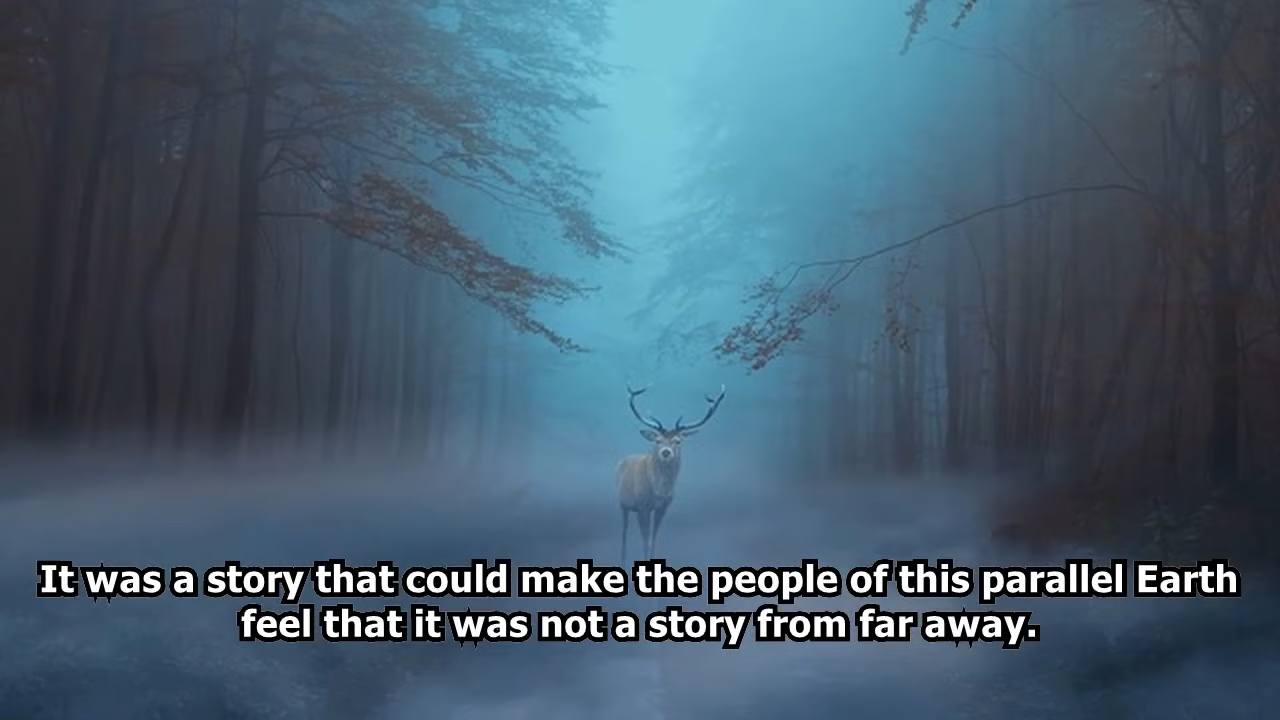 It was a story that could make the people of this parallel Earth
feel that it was not a story from far away.